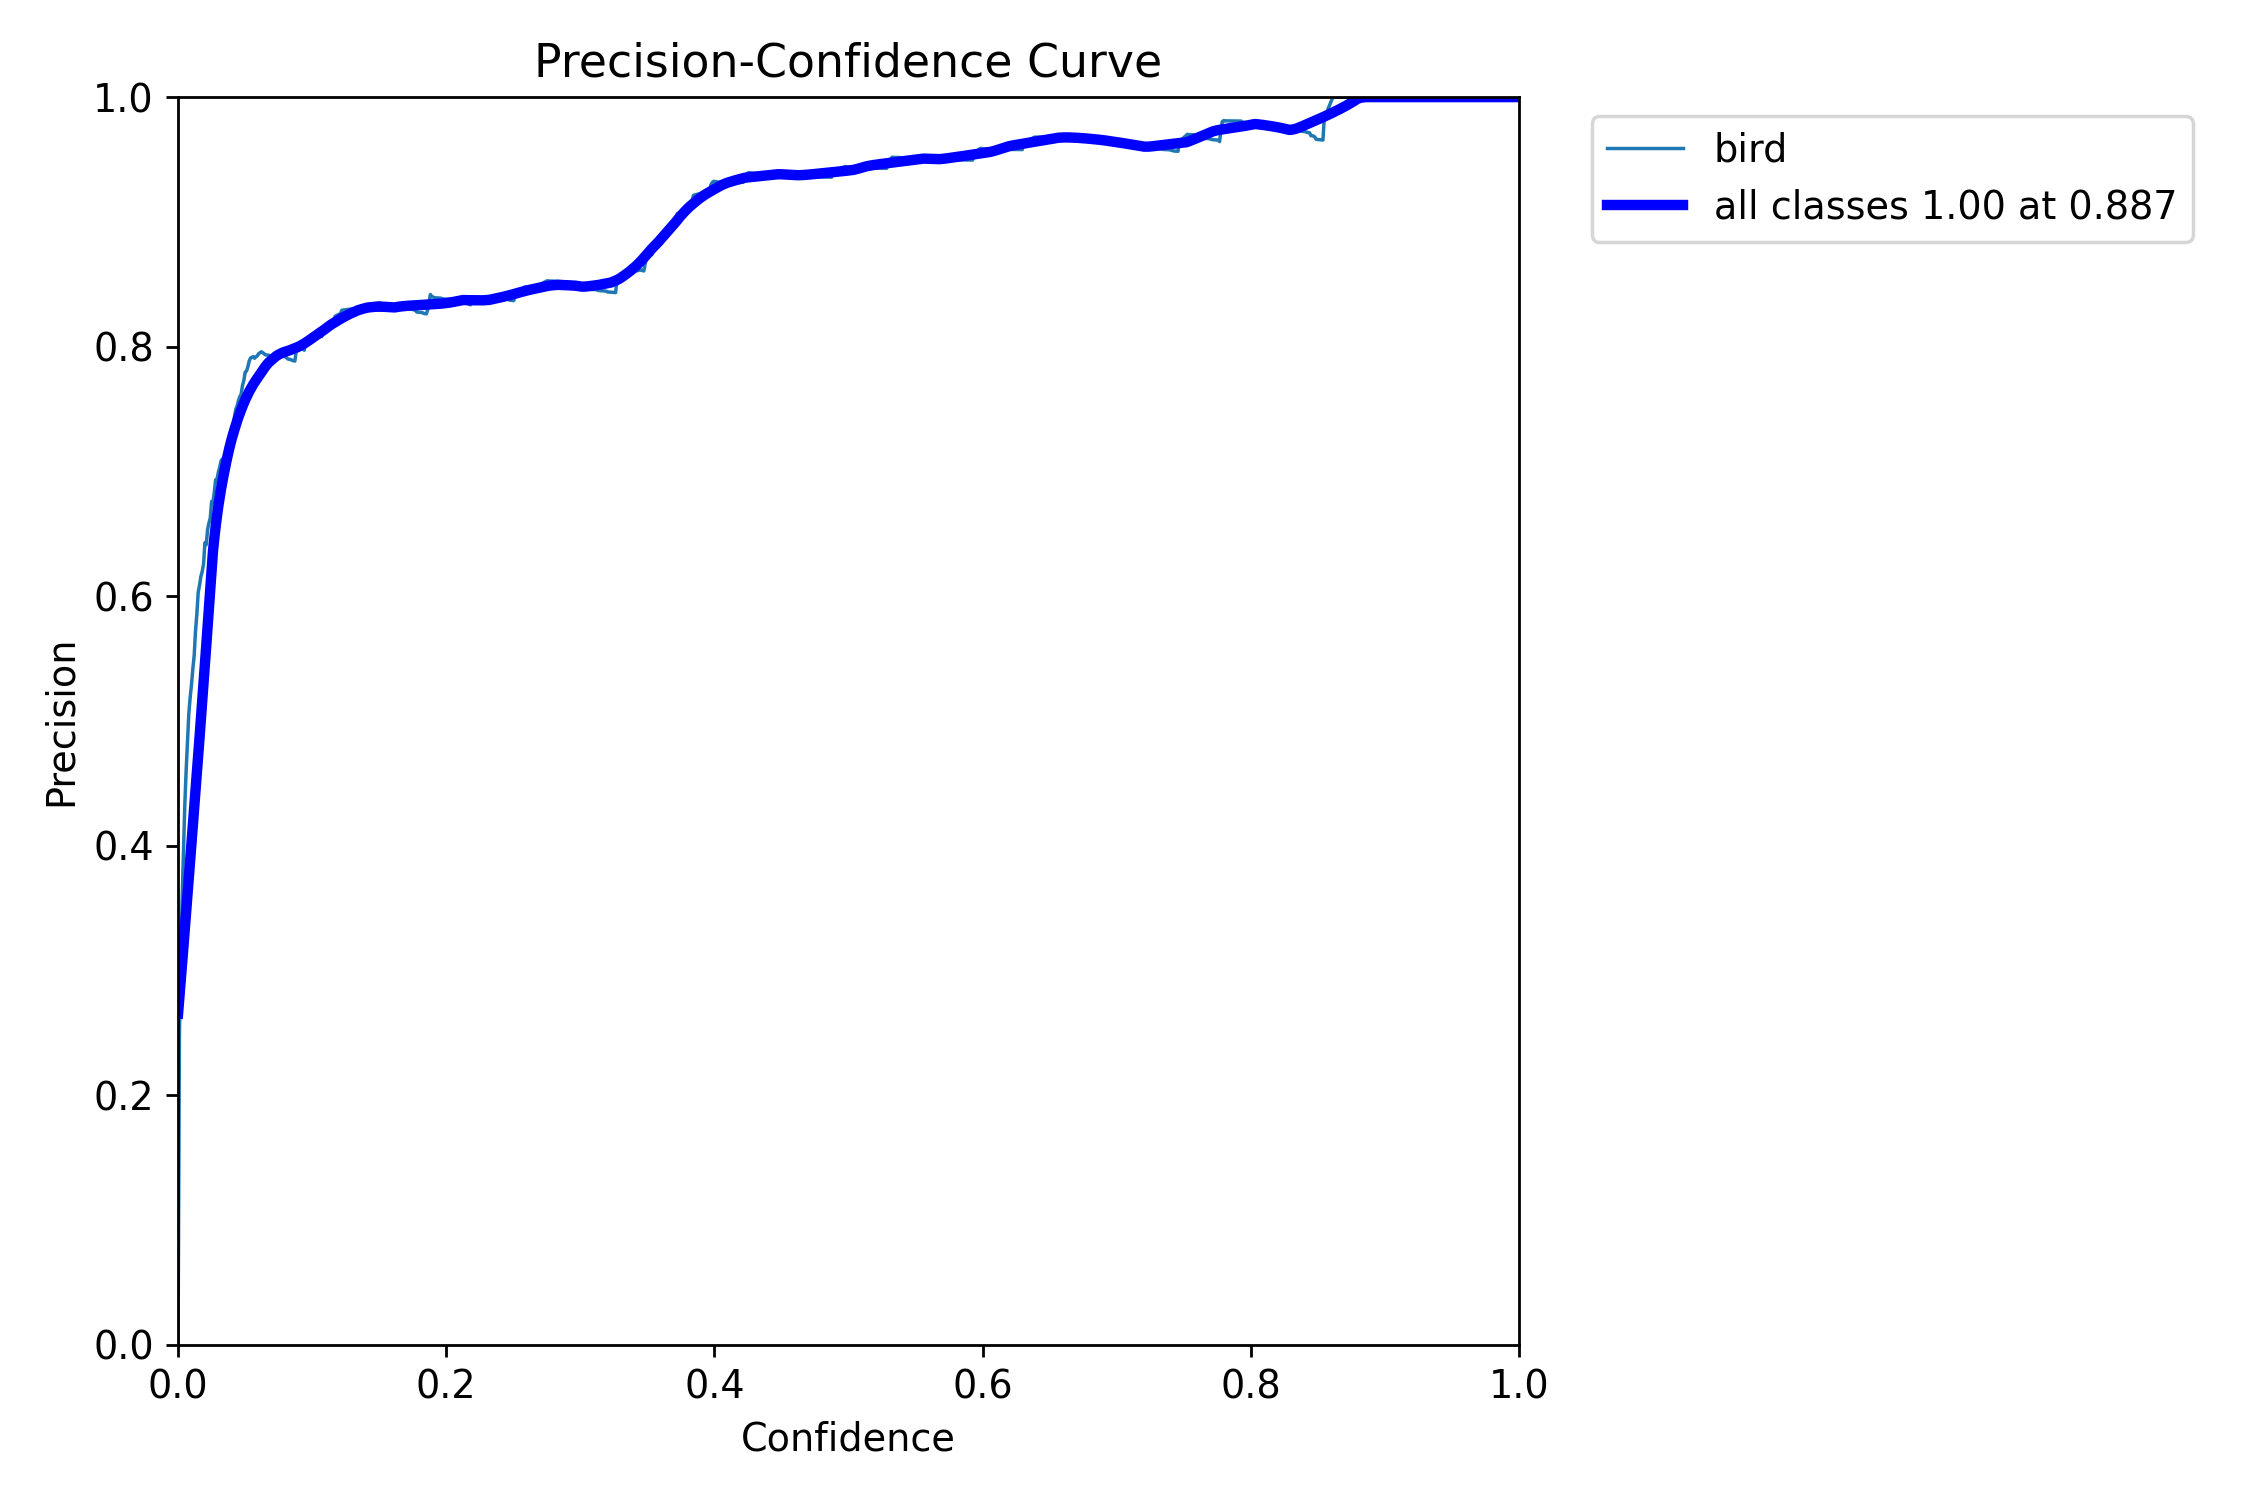 Precision-Confidence Curve
bird
all classes 1.00 at 0.887
Precision
1.0
0.8
0.6
0.4
0.2
0.0
0.0 0.2 0.4 0.6 0.8 1.0
Confidence